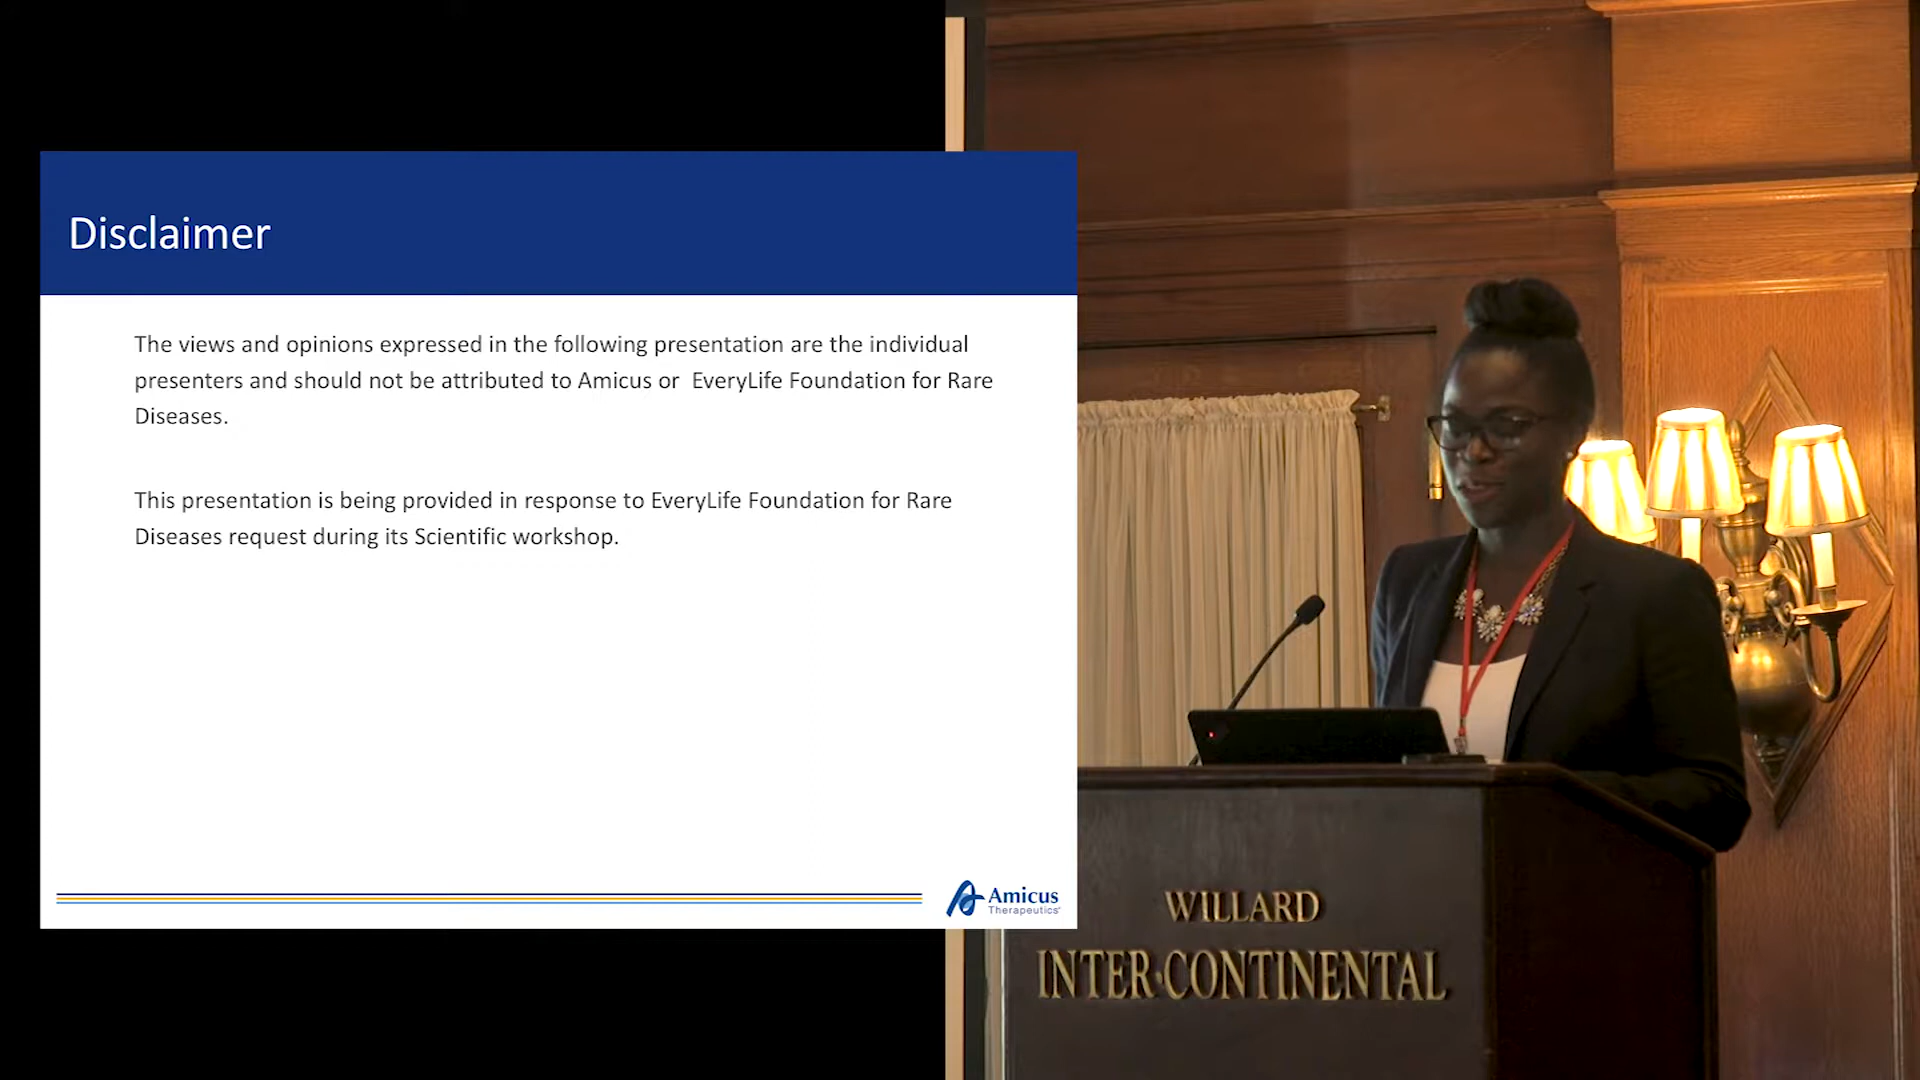 Disclaimer
The views and opinions expressed in the following presentation are the individual
presenters and should not be attributed to Amicus or EveryLife Foundation for Rare
Diseases.
This presentation is being provided in response to EveryLife Foundation for Rare
Diseases request during its Scientific workshop.
Amicus
Therapeutics®
WILLARD
INTER·CONTINENTAL